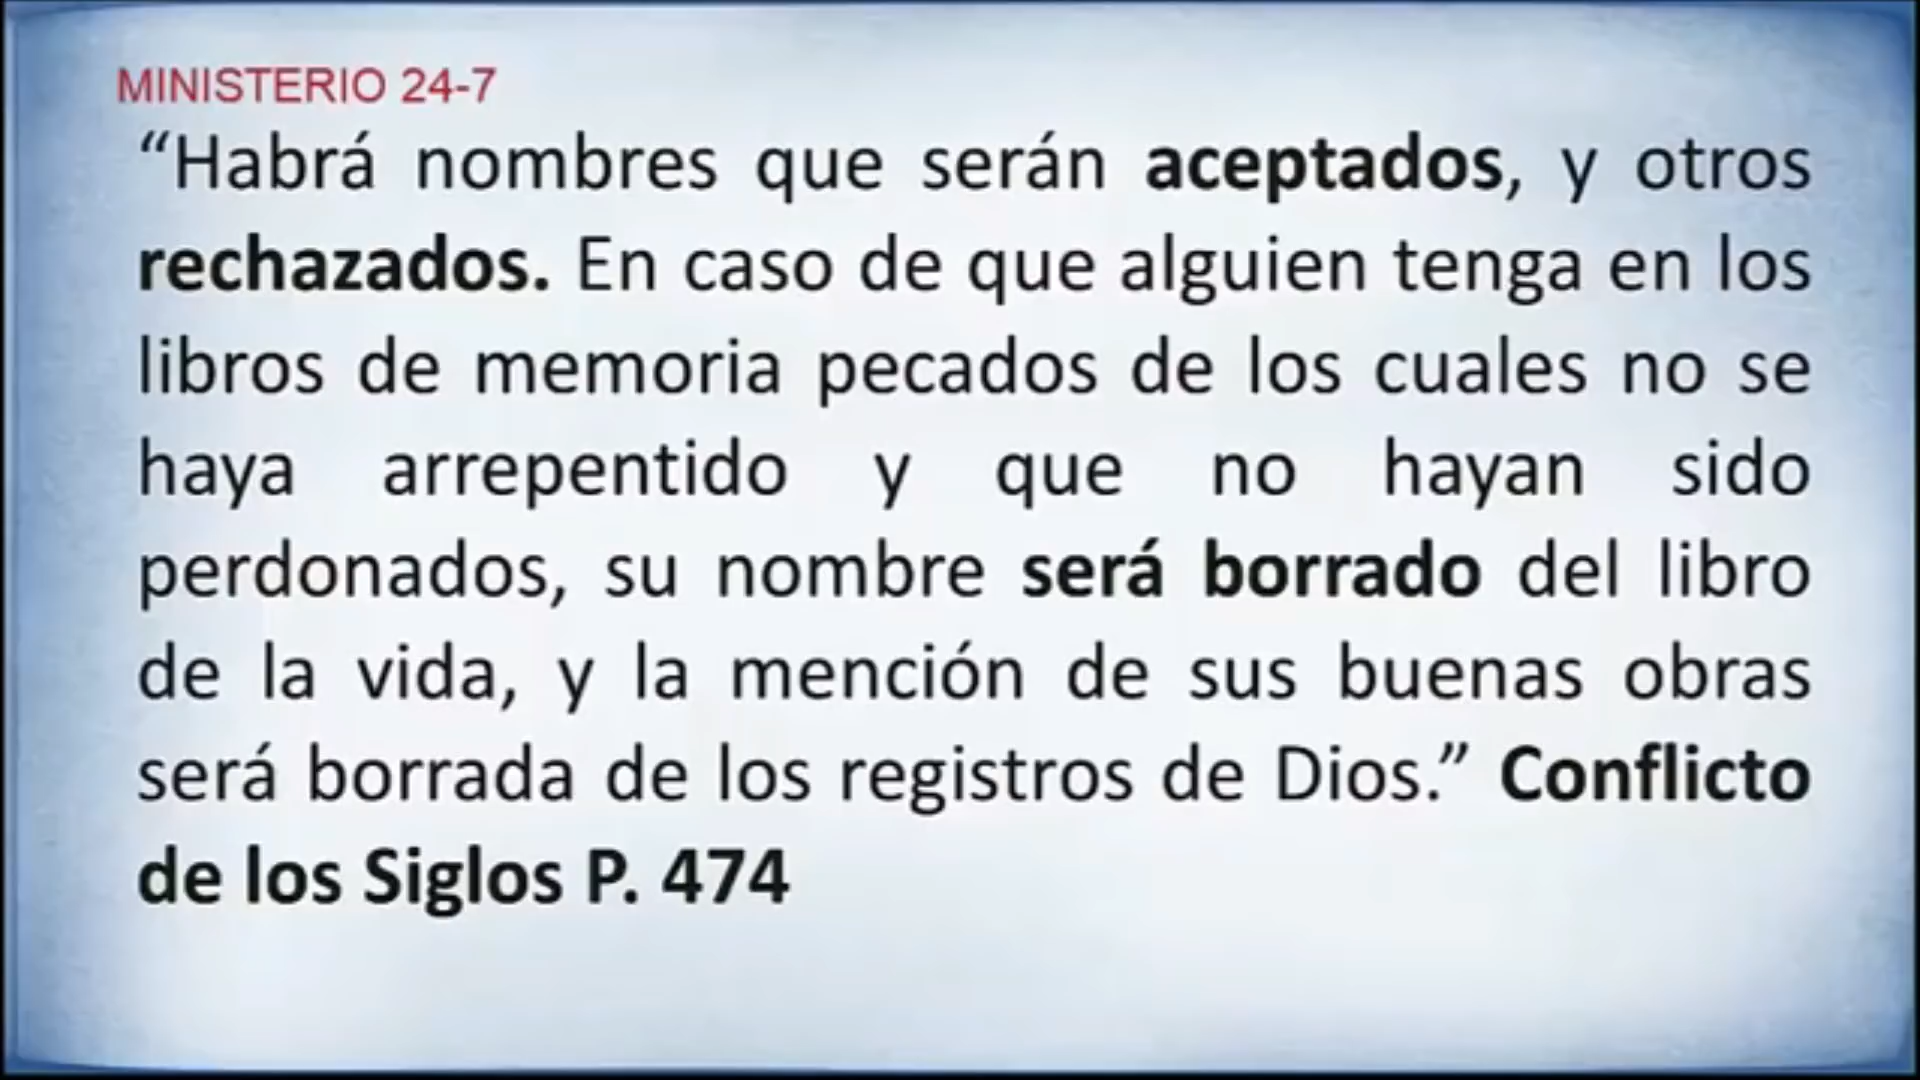 MINISTERIO 24-7
“Habrá nombres que serán aceptados, y otros
rechazados. En caso de que alguien tenga en los
libros de memoria pecados de los cuales no se
haya arrepentido y que no hayan sido
perdonados, su nombre será borrado del libro
de la vida, y la mención de sus buenas obras
será borrada de los registros de Dios.” Conflicto
de los Siglos P. 474